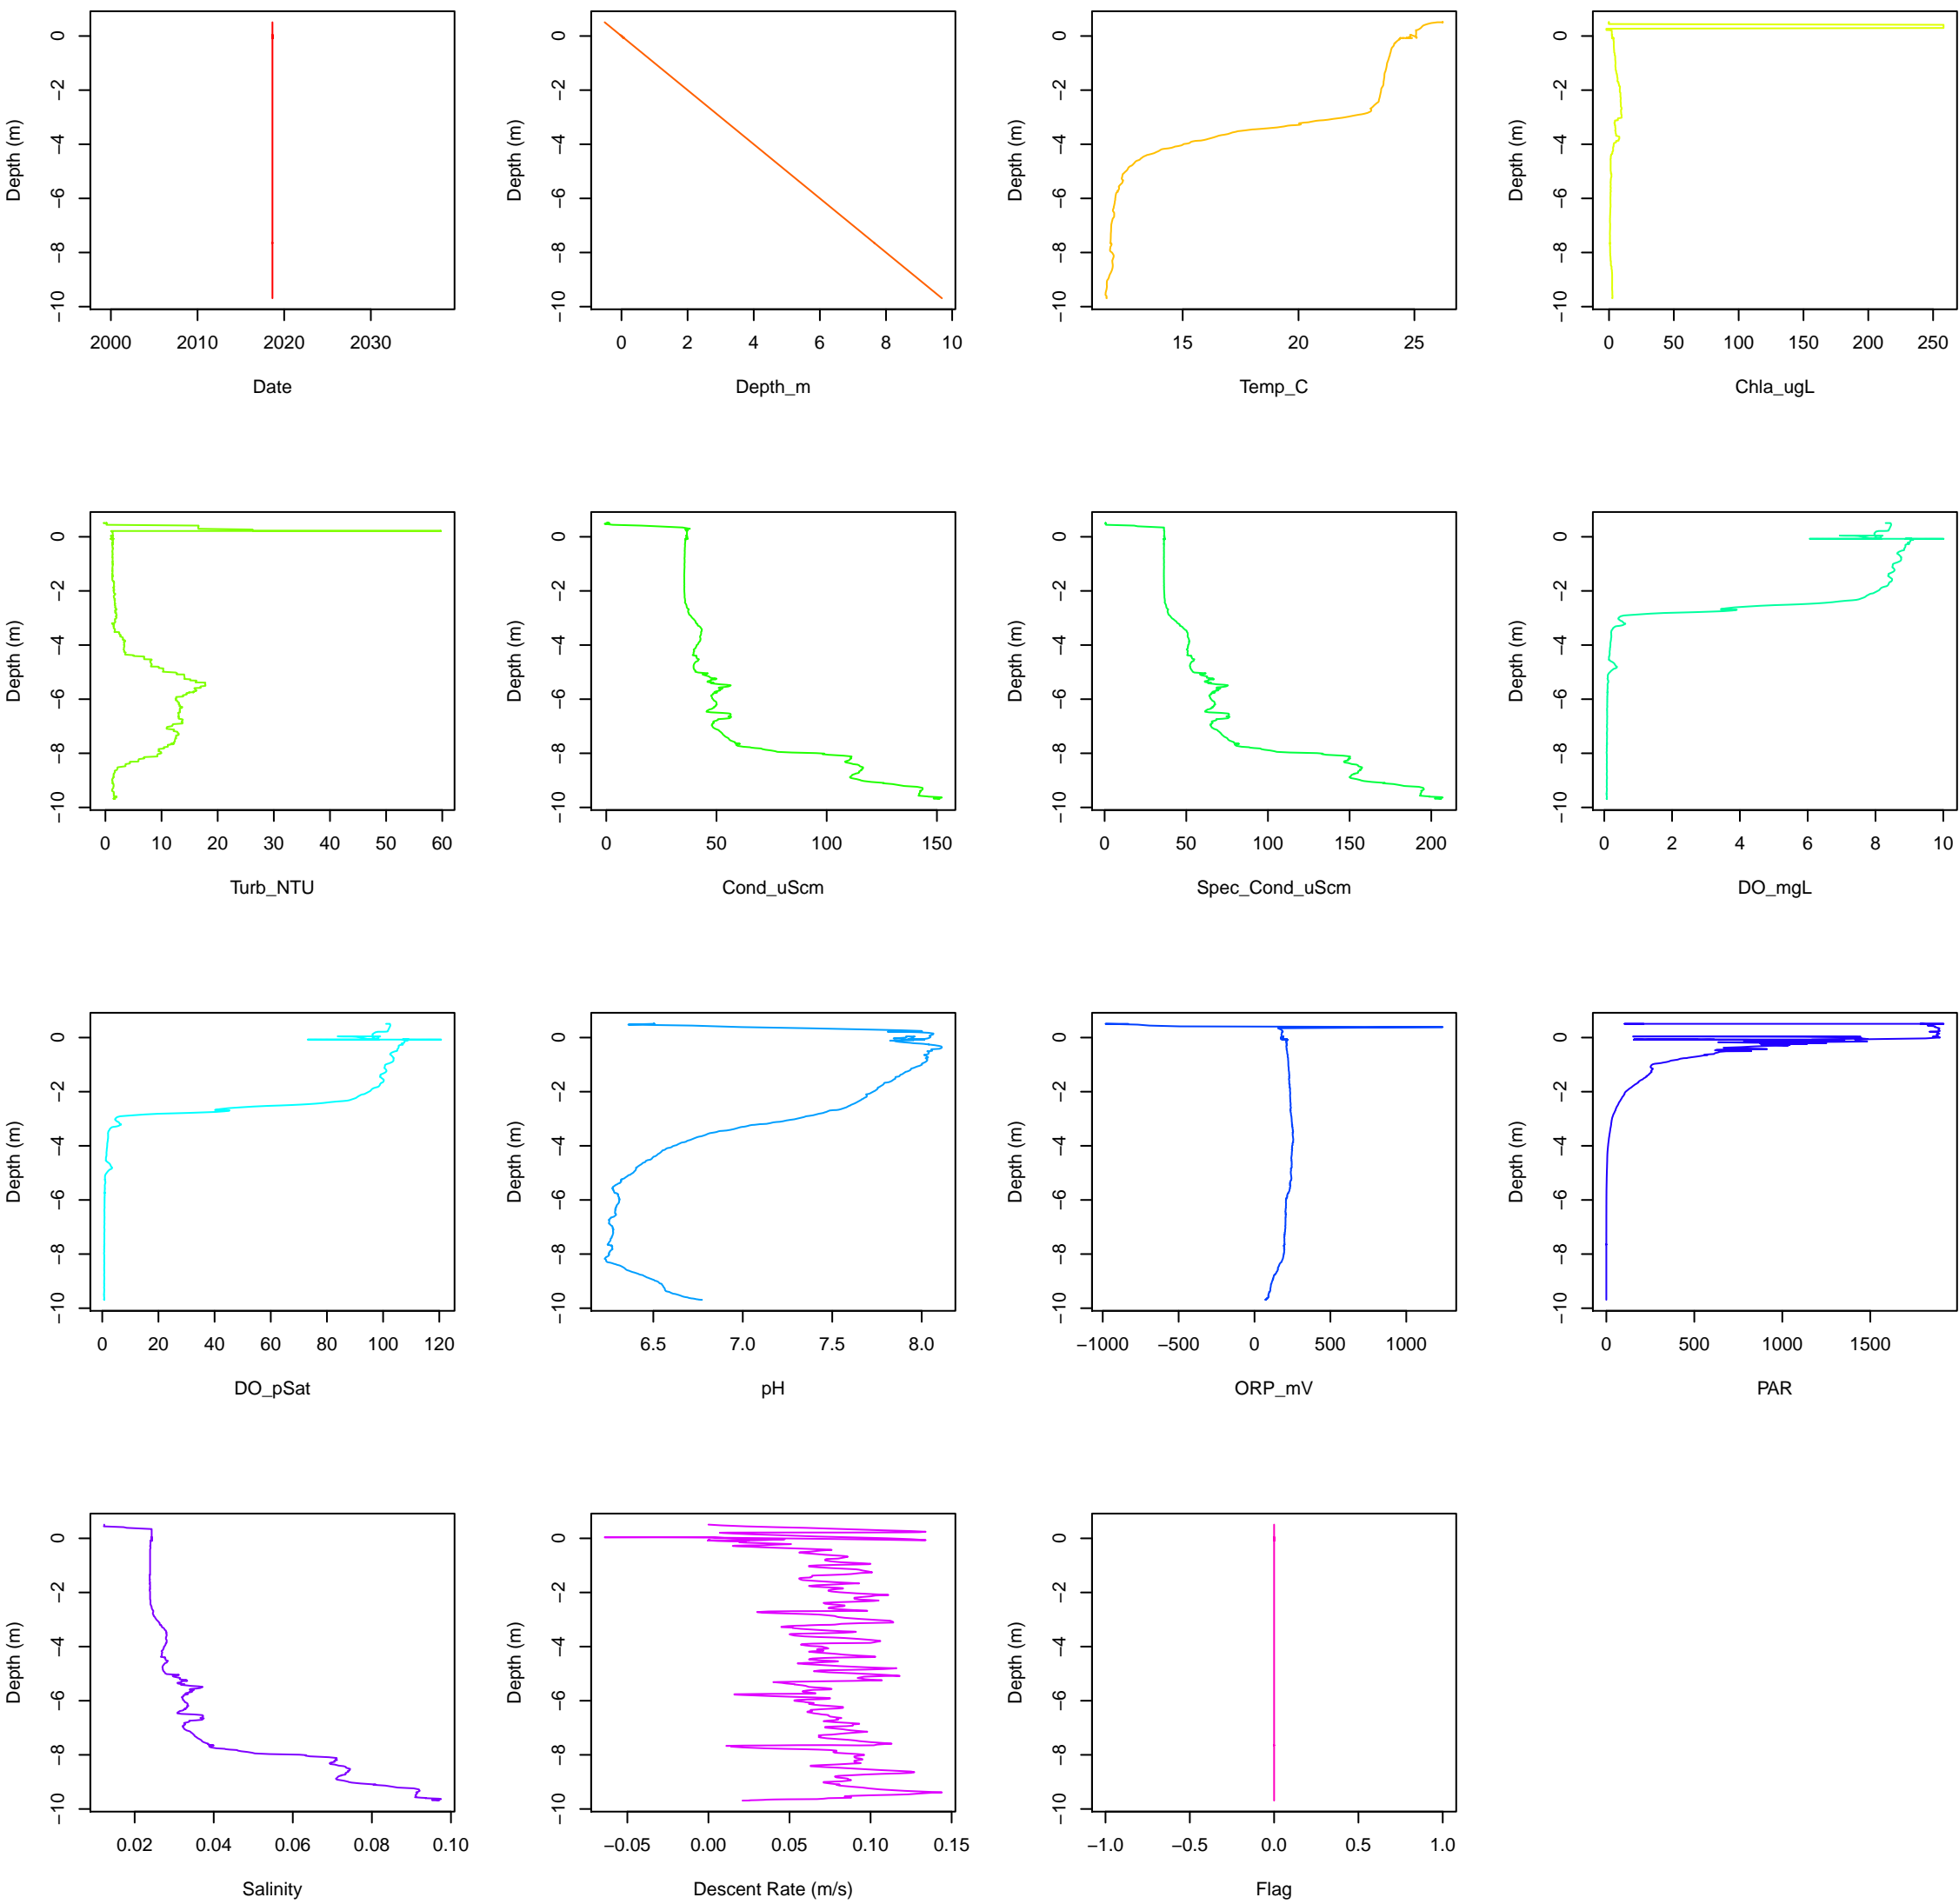 0
−2
−4
−6
−8
−10
Depth (m)
2000 2010 2020 2030
Date
0
−2
−4
−6
−8
−10
Depth (m)
0 2 4 6 8 10
Depth_m
0
−2
−4
−6
−8
−10
Depth (m)
15 20 25
Temp_C
0
−2
−4
−6
−8
−10
Depth (m)
0 50 100 150 200 250
Chla_ugL
0
−2
−4
−6
−8
−10
Depth (m)
0 10 20 30 40 50 60
Turb_NTU
0
−2
−4
−6
−8
−10
Depth (m)
0 50 100 150
Cond_uScm
0
−2
−4
−6
−8
−10
Depth (m)
0 50 100 150 200
Spec_Cond_uScm
0
−2
−4
−6
−8
−10
Depth (m)
0 2 4 6 8 10
DO_mgL
0
−2
−4
−6
−8
−10
Depth (m)
0 20 40 60 80 100 120
DO_pSat
0
−2
−4
−6
−8
−10
Depth (m)
6.5 7.0 7.5 8.0
pH
0
−2
−4
−6
−8
−10
Depth (m)
−1000 −500 0 500 1000
ORP_mV
0
−2
−4
−6
−8
−10
Depth (m)
0 500 1000 1500
PAR
0
−2
−4
−6
−8
−10
Depth (m)
0.02 0.04 0.06 0.08 0.10
Salinity
0
−2
−4
−6
−8
−10
Depth (m)
−0.05 0.00 0.05 0.10 0.15
Descent Rate (m/s)
0
−2
−4
−6
−8
−10
Depth (m)
−1.0 −0.5 0.0 0.5 1.0
Flag